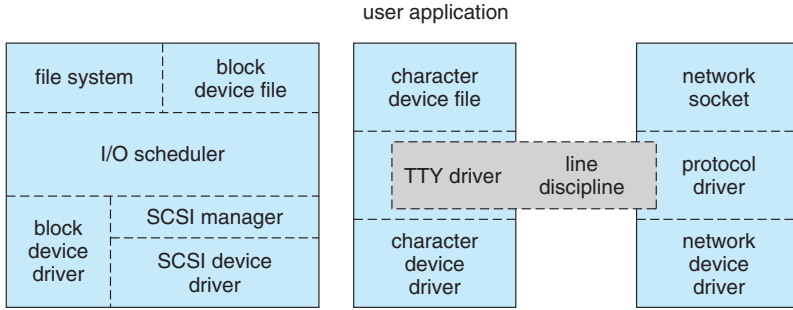 user application
file system
block
device file
I/O scheduler
block
device
driver
SCSI manager
SCSI device
driver
character
device file
TTY driver
line
discipline
character
device
driver
network
socket
protocol
driver
network
device
driver